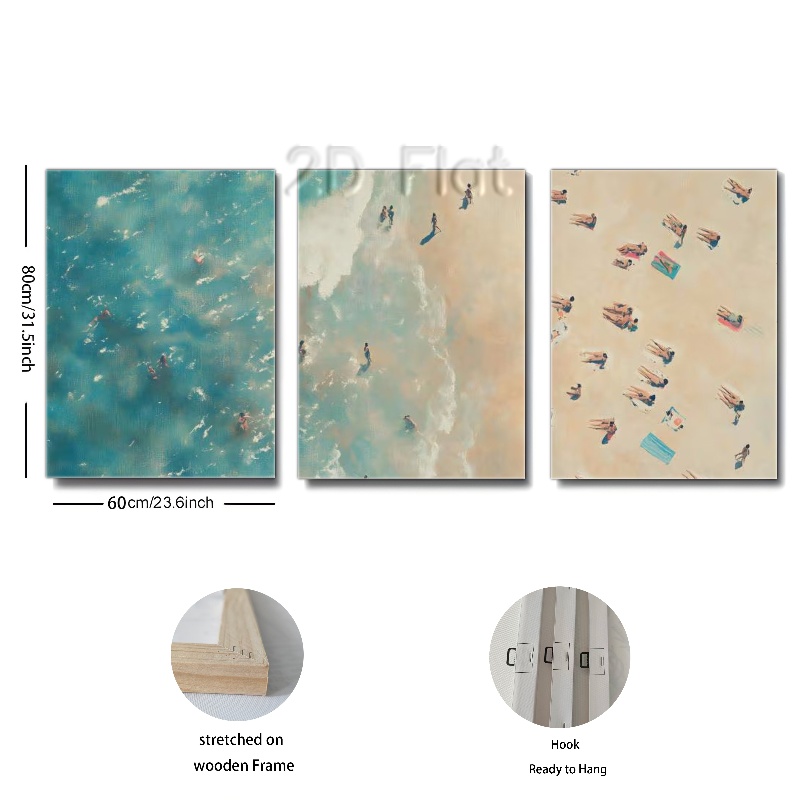 2D Flat
80cm/31.5inch
60cm/23.6inch
stretched on
wooden Frame
Hook
Ready to Hang